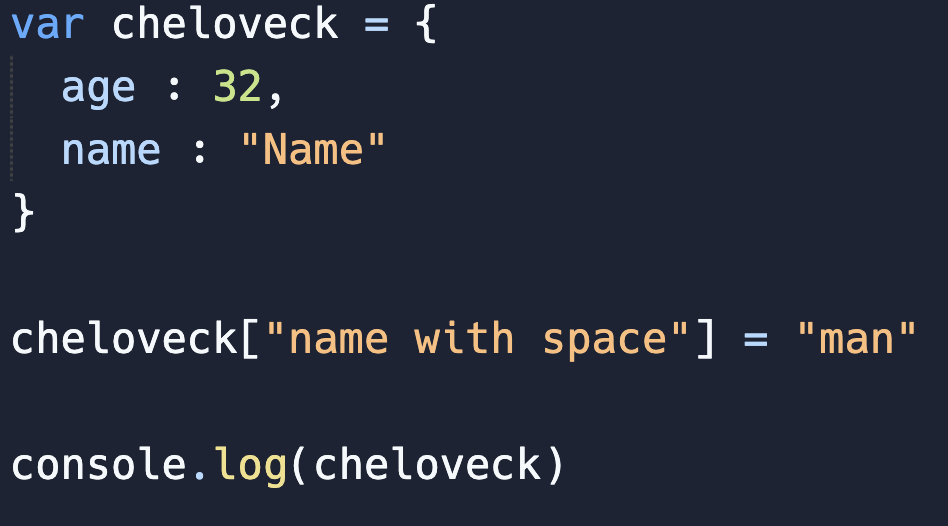 var cheloveck = {
  age : 32,
  name : "Name"
}
cheloveck["name with space"] = "man"
console.log(cheloveck)